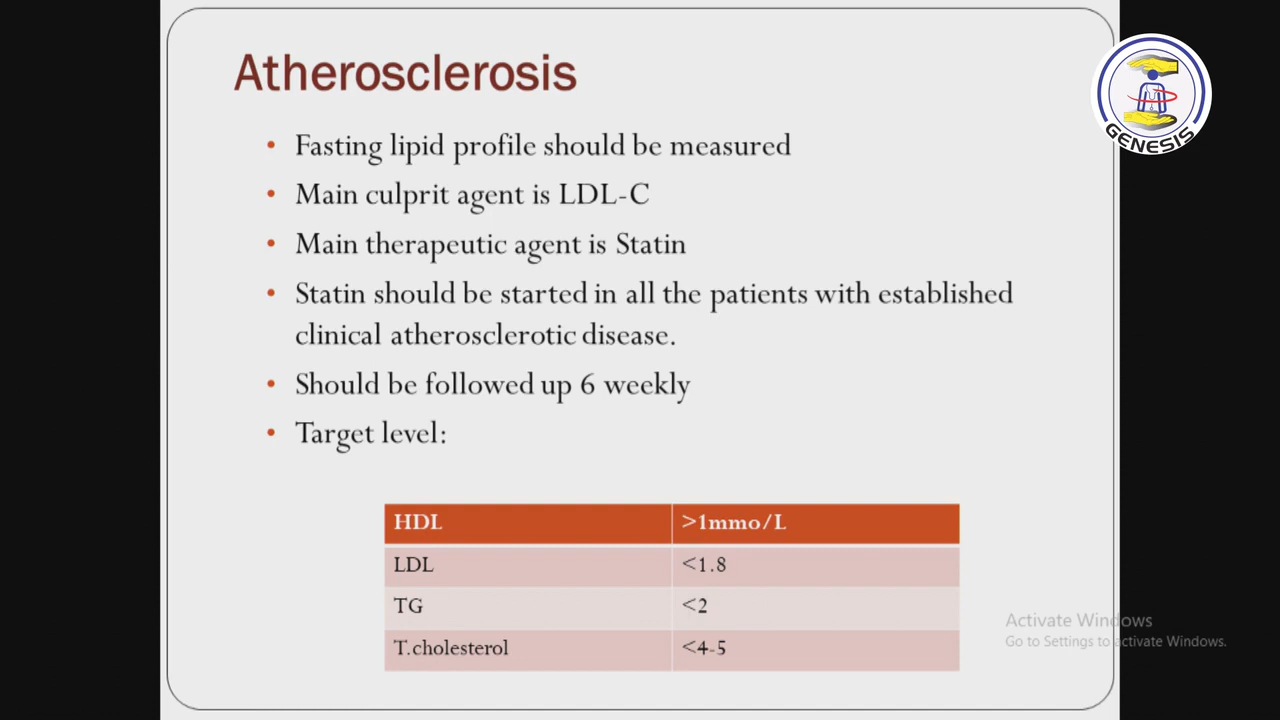 Atherosclerosis
GENESIS
• Fasting lipid profile should be measured
• Main culprit agent is LDL-C
• Main therapeutic agent is Statin
• Statin should be started in all the patients with established
clinical atherosclerotic disease.
• Should be followed up 6 weekly
• Target level:
HDL >1mmo/L
LDL <1.8
TG <2
T.cholesterol <4-5
Activate Windows
Go to Settings to activate Windows.